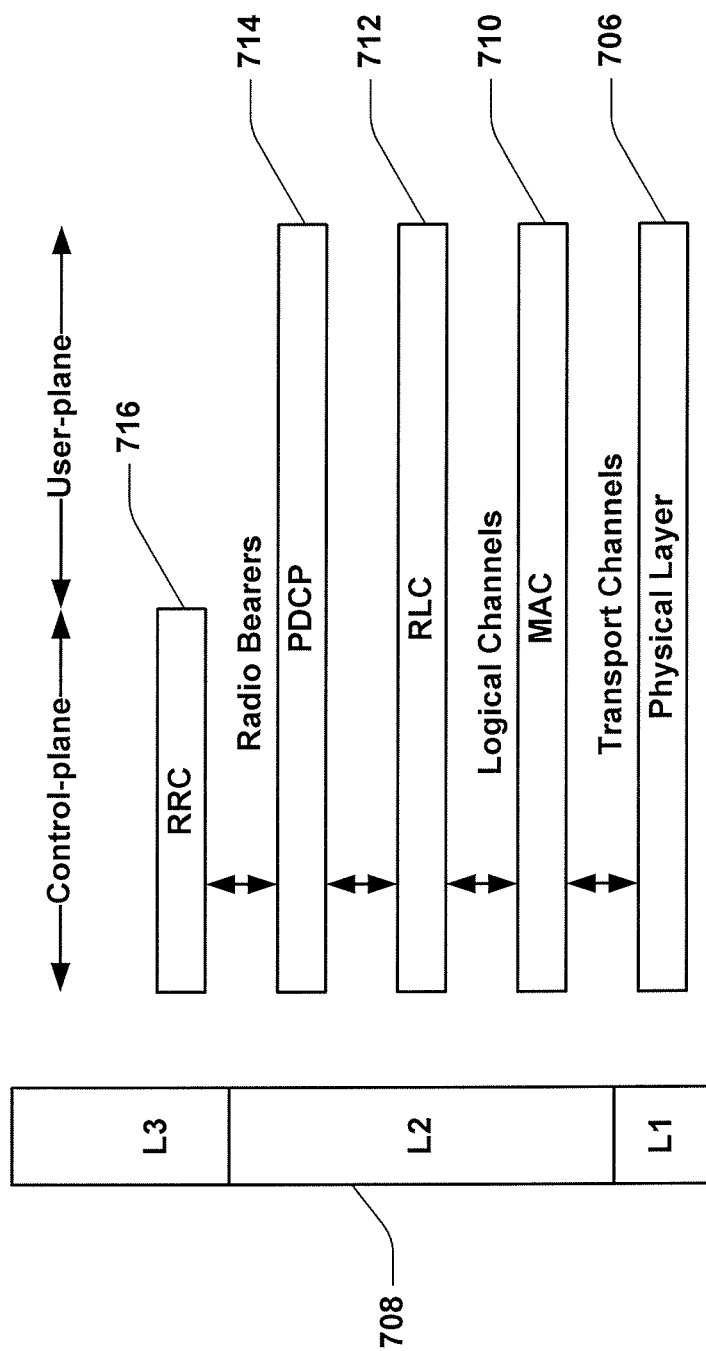 Control-plane
User-plane
716
RRC
L3
Radio Bearers
714
PDCP
712
RLC
L2
708
Logical Channels
710
MAC
Transport Channels
706
Physical Layer
L1